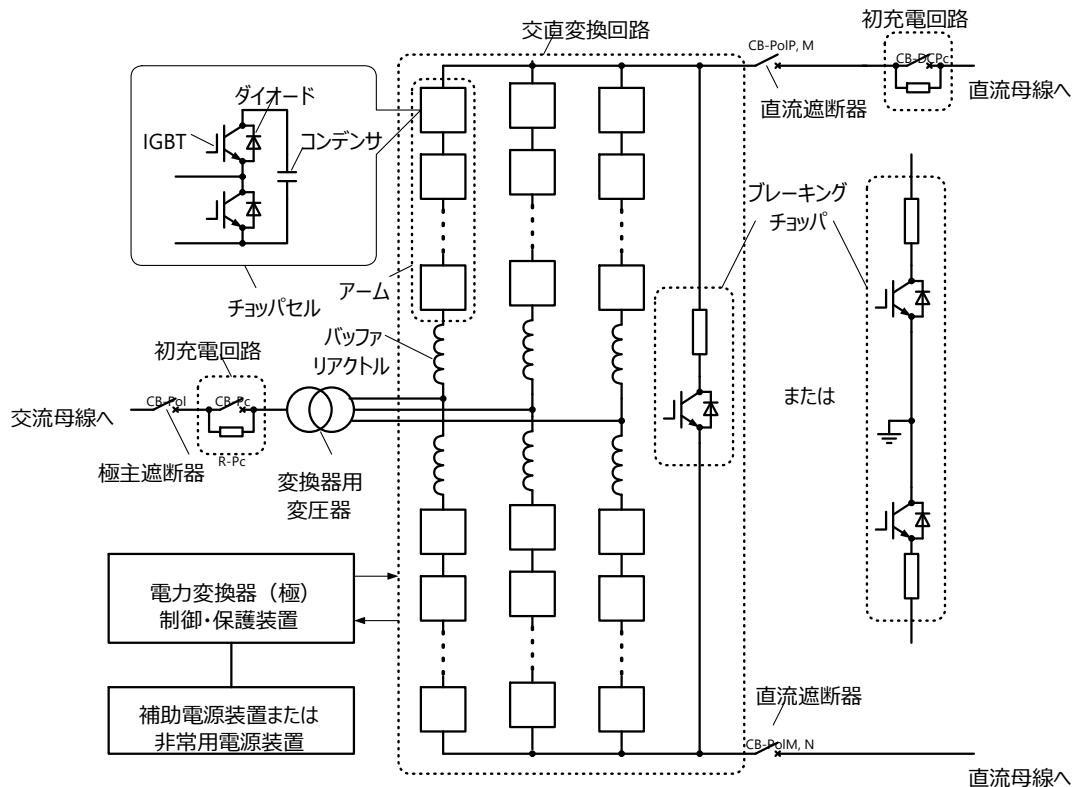 交直変換回路
初充電回路
CB-PolP, M
CB-DCPc
直流母線へ
直流遮断器
ダイオード
IGBT
コンデンサ
チョッパセル
アーム
ブレーキング
チョッパ
バッファ
リアクトル
初充電回路
CB-Pol
CB-Pc
交流母線へ
R-Pc
極主遮断器
変換器用
変圧器
または
電力変換器（極）
制御・保護装置
補助電源装置または
非常用電源装置
直流遮断器
CB-PolM, N
直流母線へ